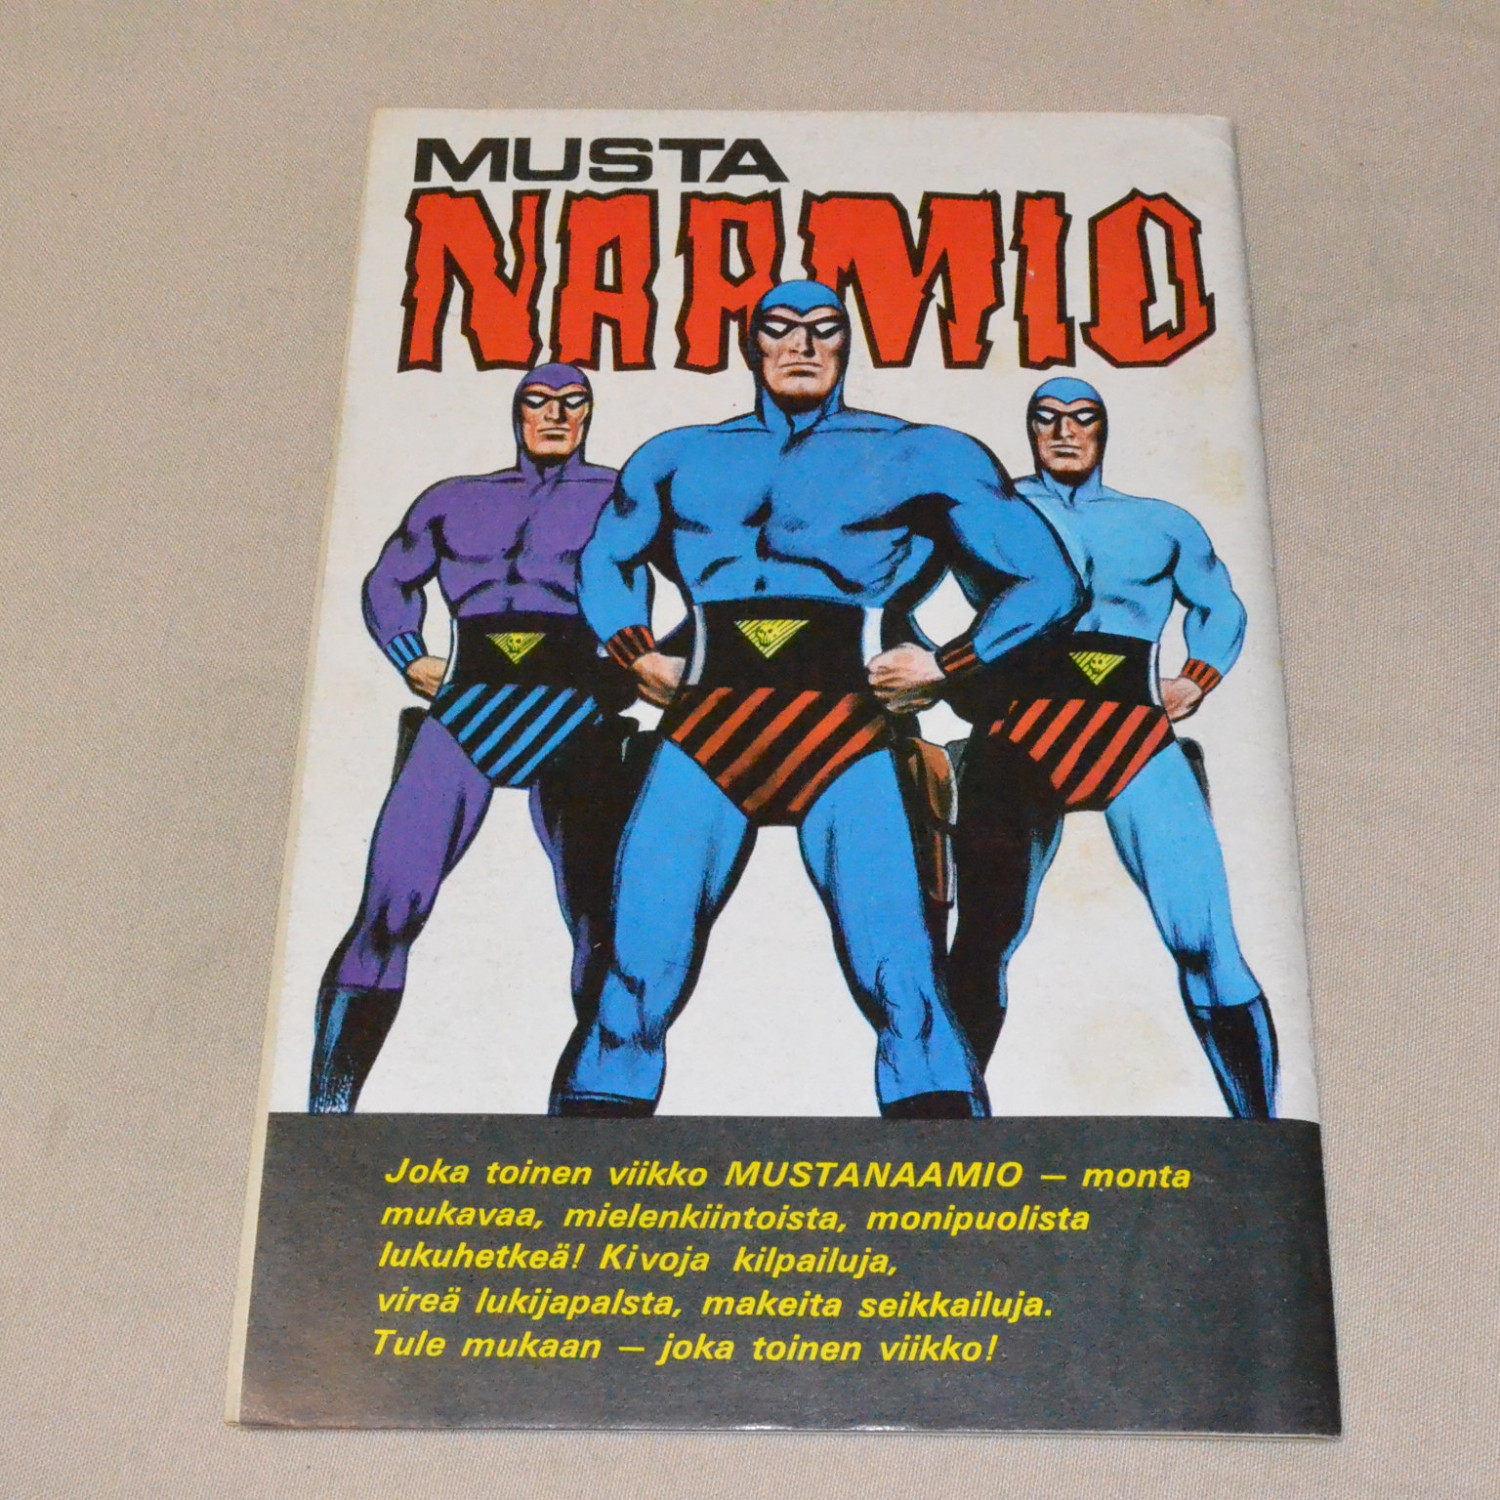 MUSTA
NAAMIO
Joka toinen viikko MUSTANAAMIO — monta
mukavaa, mielenkiintoista, monipuolista
lukuhetkeä! Kivoja kilpailuja,
vireä lukijapalsta, makeita seikkailuja.
Tule mukaan — joka toinen viikko!